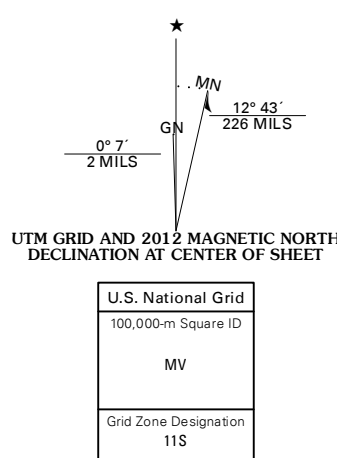 ★
MN
12° 43´
226 MILS
GN
0° 7´
2 MILS
UTM GRID AND 2012 MAGNETIC NORTH
DECLINATION AT CENTER OF SHEET
U.S. National Grid
100,000-m Square ID
MV
Grid Zone Designation
11S